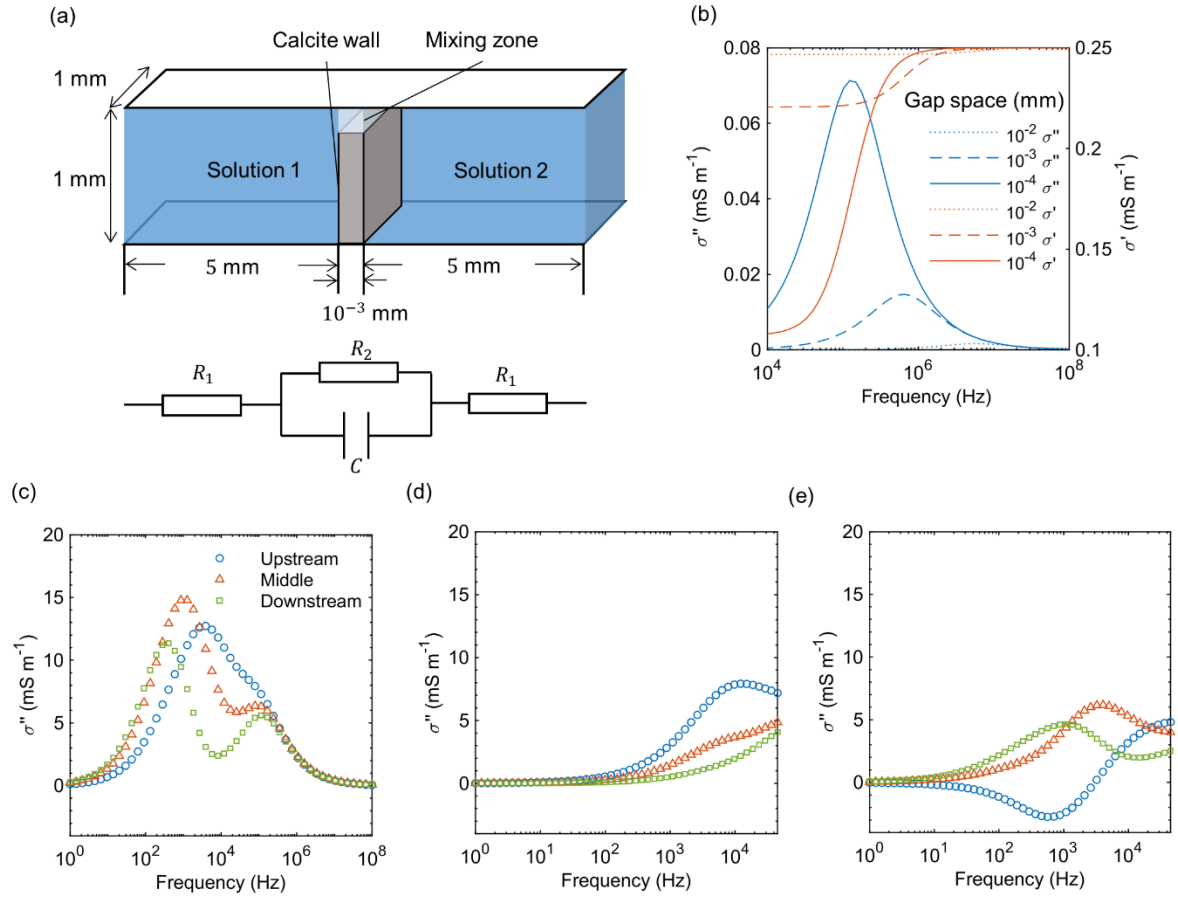 (a)
Calcite wall
Mixing zone
1 mm
1 mm
Solution 1
Solution 2
5 mm
5 mm
10⁻³ mm
R₁
R₂
R₁
C
(b)
0.08
0.06
0.04
0.02
0
σ'' (mS m⁻¹)
0.25
0.2
0.15
0.1
σ' (mS m⁻¹)
Gap space (mm)
10⁻² σ''
10⁻³ σ''
10⁻⁴ σ''
10⁻² σ'
10⁻³ σ'
10⁻⁴ σ'
10⁴ 10⁶ 10⁸
Frequency (Hz)
(c)
20
15
10
5
0
σ'' (mS m⁻¹)
Upstream
Middle
Downstream
10⁰ 10² 10⁴ 10⁶ 10⁸
Frequency (Hz)
(d)
20
15
10
5
0
σ'' (mS m⁻¹)
10⁰ 10¹ 10² 10³ 10⁴
Frequency (Hz)
(e)
20
15
10
5
0
σ'' (mS m⁻¹)
10⁰ 10¹ 10² 10³ 10⁴
Frequency (Hz)